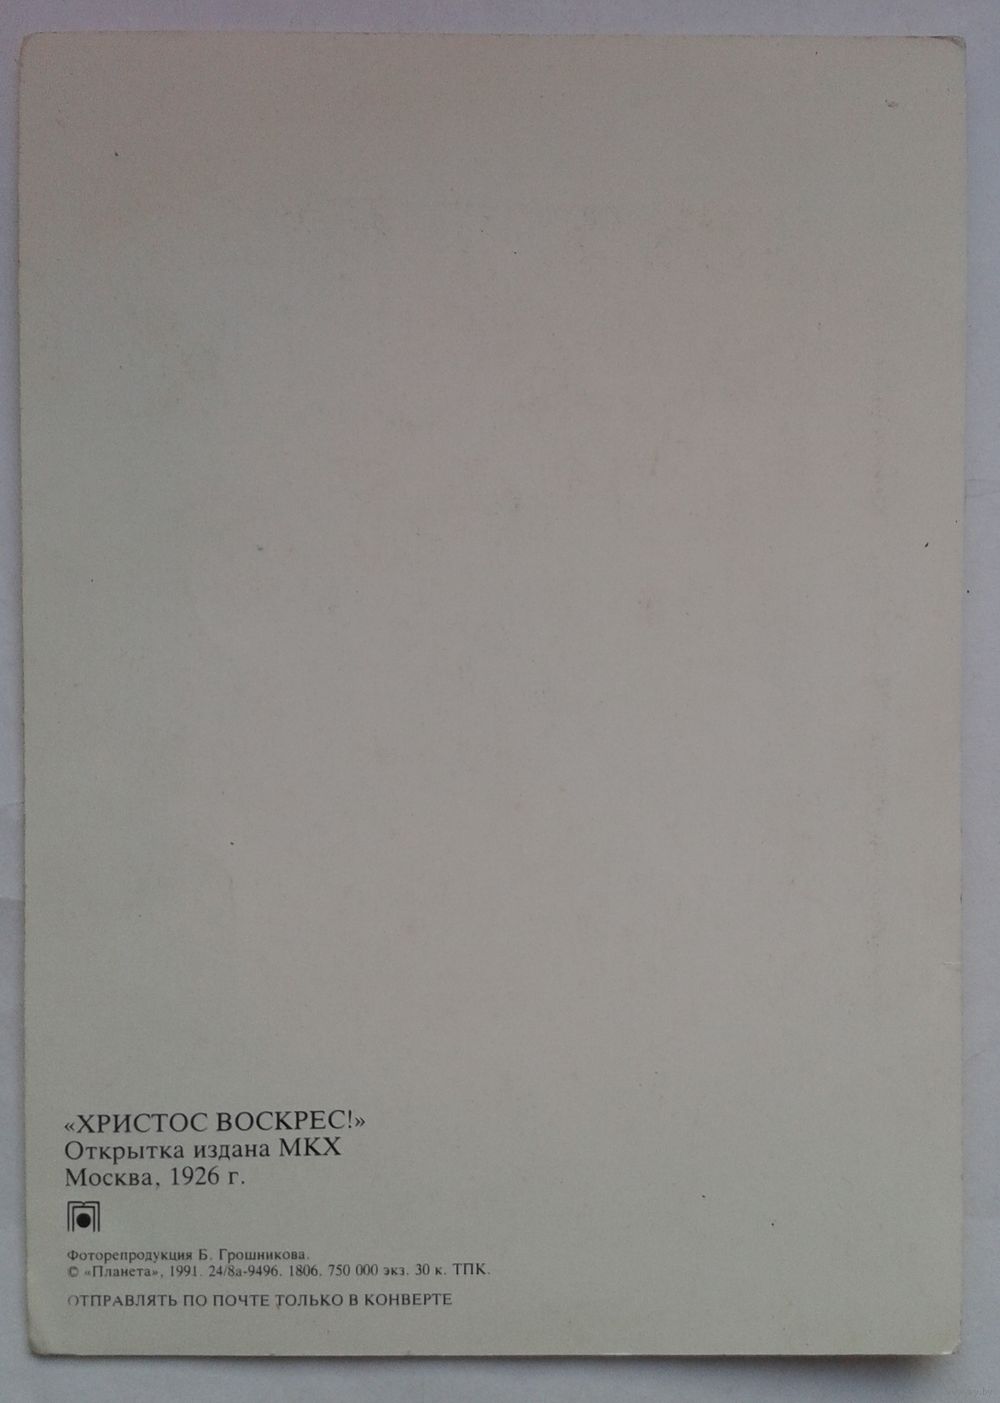 «ХРИСТОС ВОСКРЕС!»
Открытка издана МКХ
Москва, 1926 г.
Фоторепродукция Б. Грошникова.
© «Планета», 1991. 24/8а-9496. 1806. 750 000 экз. 30 к. ТПК.
ОТПРАВЛЯТЬ ПО ПОЧТЕ ТОЛЬКО В КОНВЕРТЕ